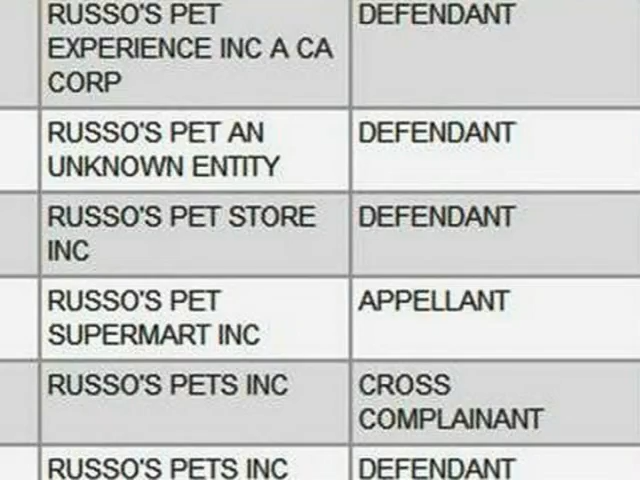 RUSSO'S PET
EXPERIENCE INC A CA
CORP
DEFENDANT
RUSSO'S PET AN
UNKNOWN ENTITY
DEFENDANT
RUSSO'S PET STORE
INC
DEFENDANT
RUSSO'S PET
SUPERMART INC
APPELLANT
RUSSO'S PETS INC
CROSS
COMPLAINANT
RUSSO'S PETS INC
DEFENDANT